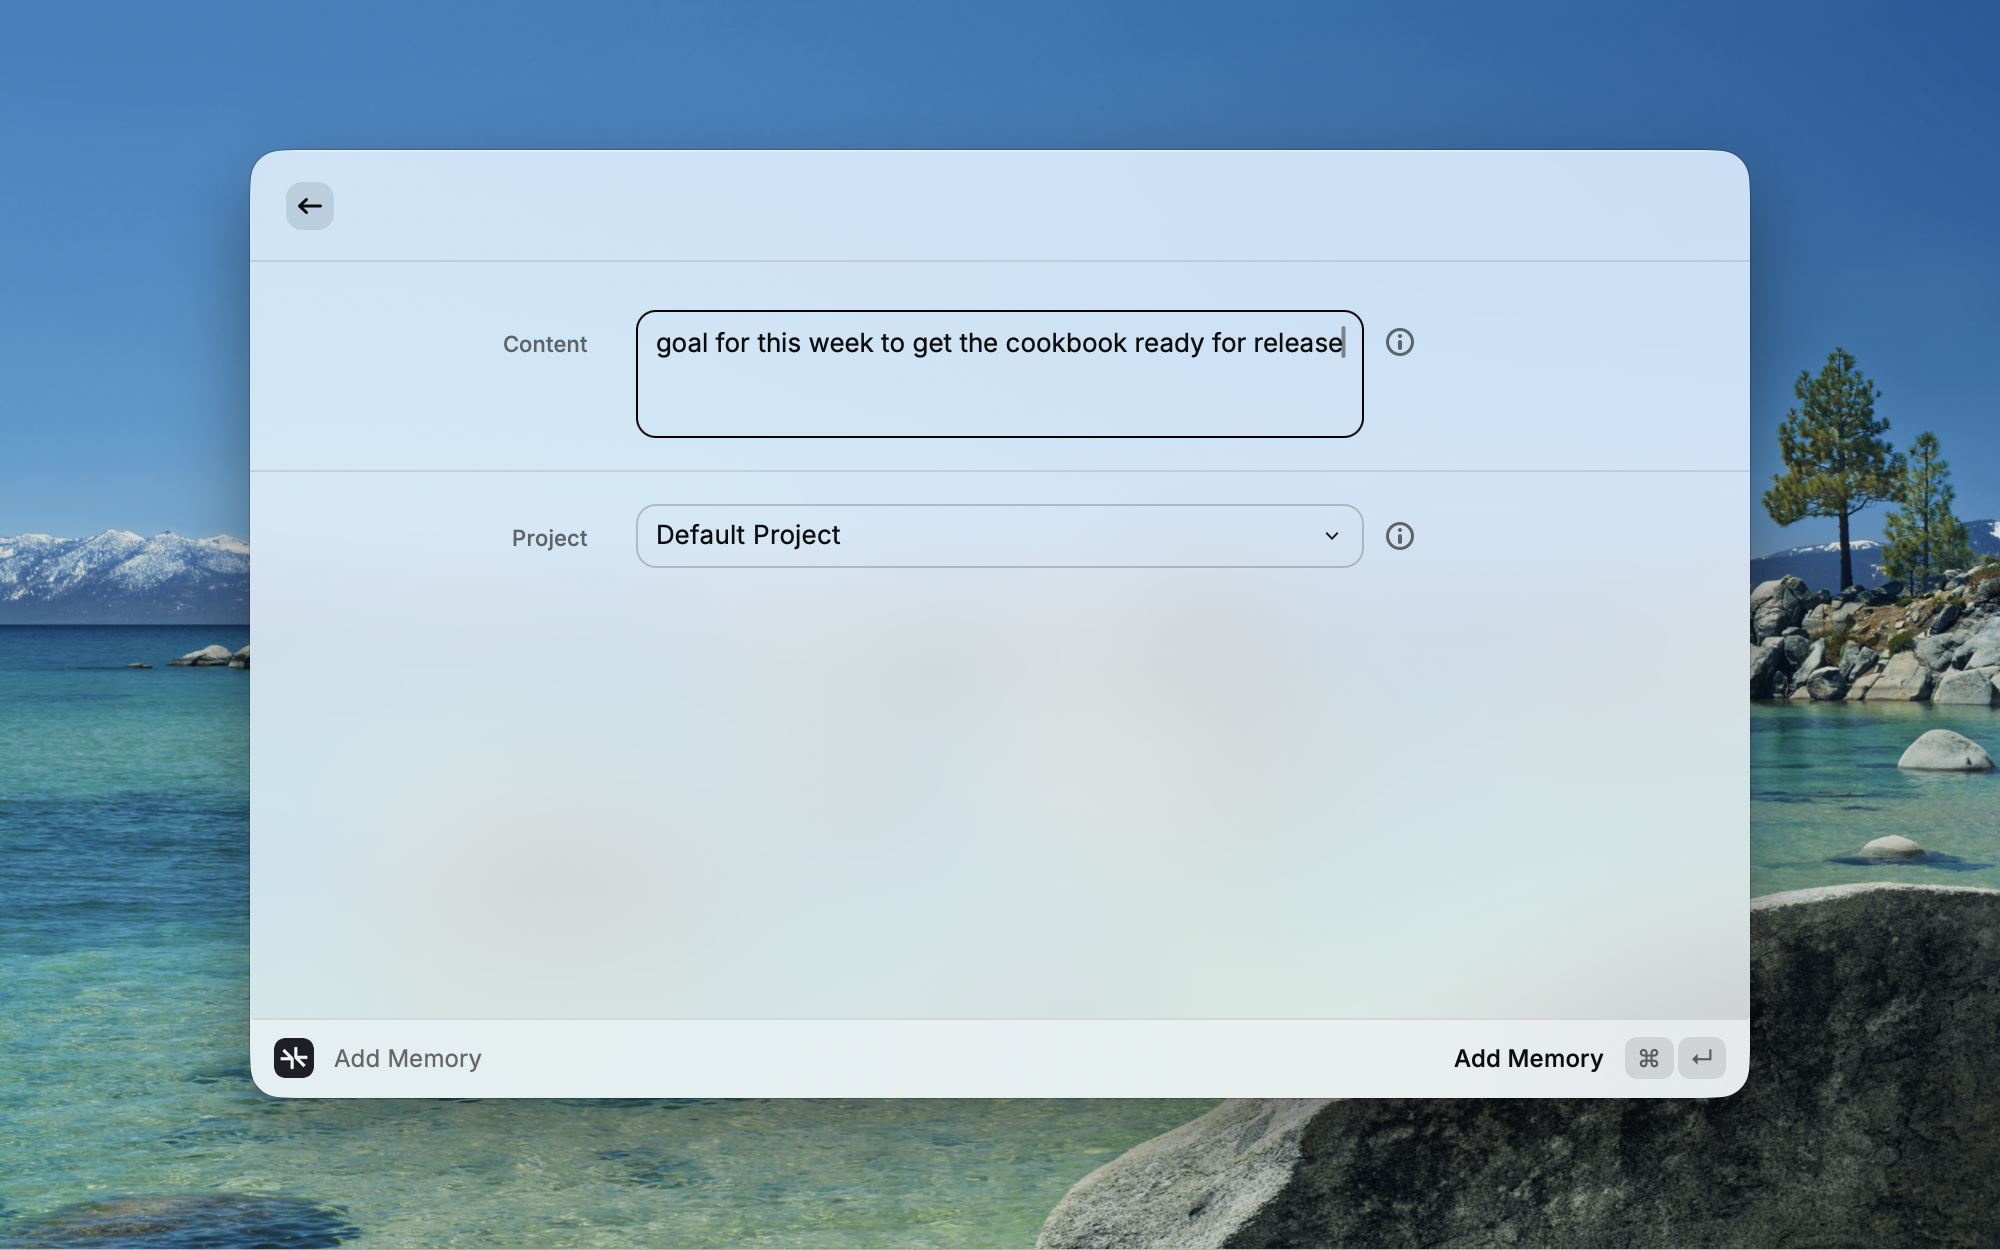 Content
goal for this week to get the cookbook ready for release
Project
Default Project
Add Memory
Add Memory ⌘ ↵